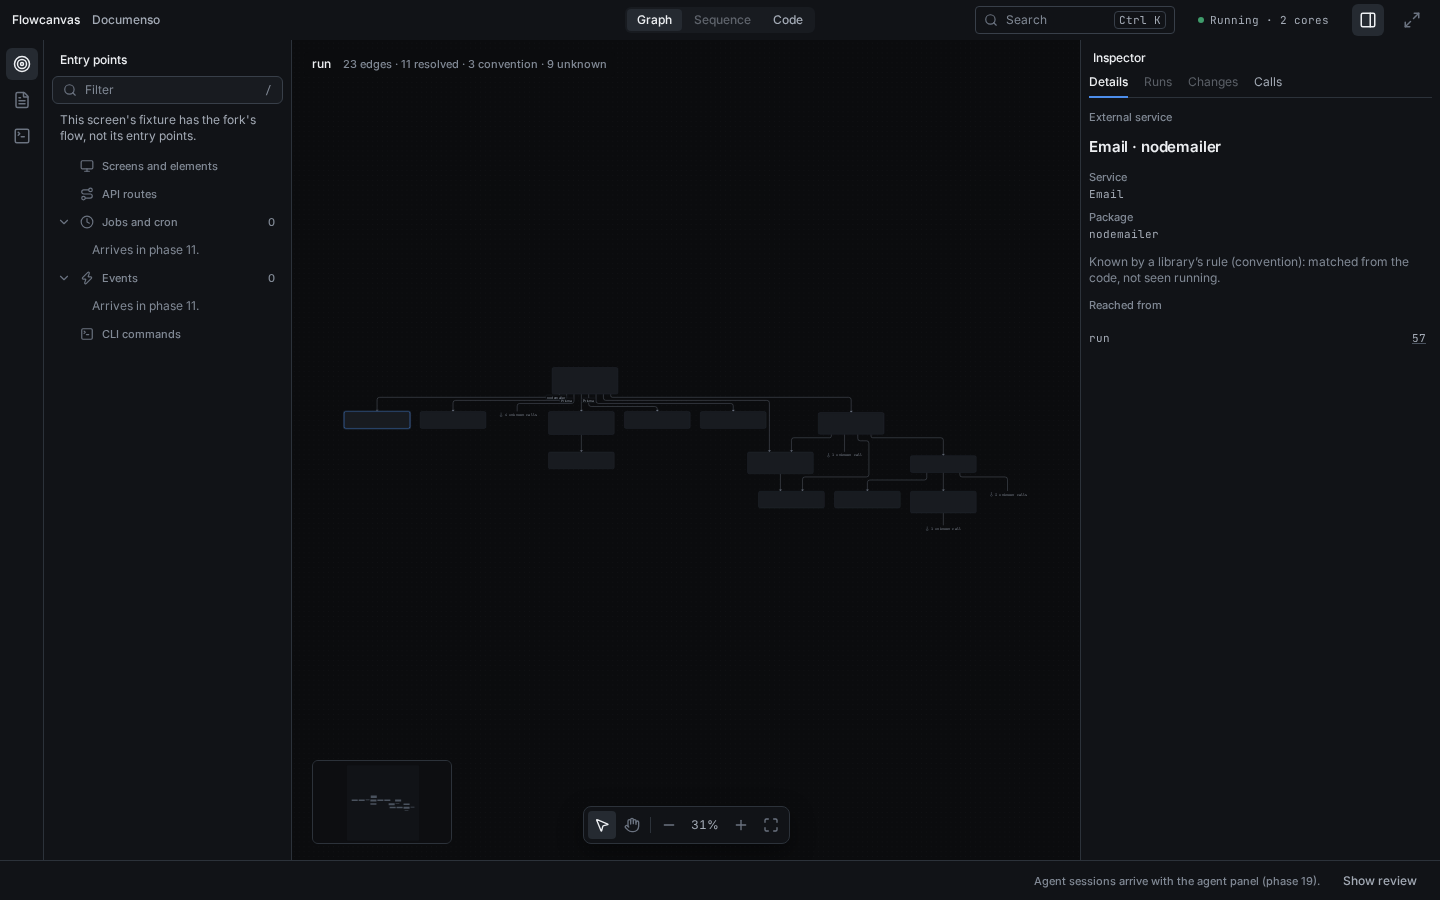 Flowcanvas Documenso
Graph Sequence Code
Search Ctrl K
Running · 2 cores
Entry points
Filter /
This screen's fixture has the fork's
flow, not its entry points.
Screens and elements
API routes
Jobs and cron 0
Arrives in phase 11.
Events 0
Arrives in phase 11.
CLI commands
run 23 edges · 11 resolved · 3 convention · 9 unknown
31%
Inspector
Details Runs Changes Calls
External service
Email · nodemailer
Service
Email
Package
nodemailer
Known by a library’s rule (convention): matched from the
code, not seen running.
Reached from
run 57
Agent sessions arrive with the agent panel (phase 19). Show review